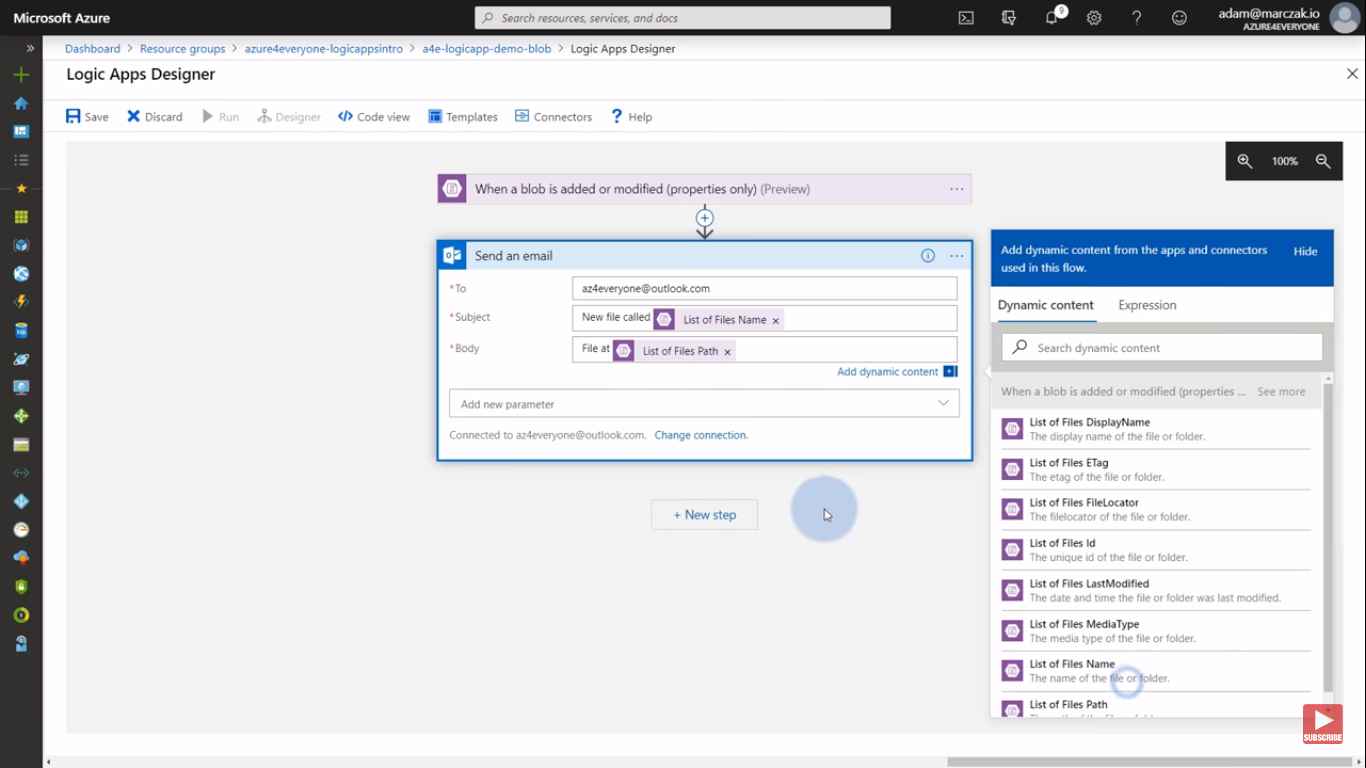 Microsoft Azure
Search resources, services, and docs
9
adam@marczak.io
AZURE4EVERYONE
Dashboard > Resource groups > azure4everyone-logicappsintro > a4e-logicapp-demo-blob > Logic Apps Designer
Logic Apps Designer
Save Discard Run Designer Code view Templates Connectors ? Help
100%
When a blob is added or modified (properties only) (Preview) ...
Send an email ...
*To az4everyone@outlook.com
*Subject New file called List of Files Name ×
*Body File at List of Files Path ×
Add dynamic content
Add new parameter
Connected to az4everyone@outlook.com. Change connection.
+ New step
Add dynamic content from the apps and connectors used in this flow. Hide
Dynamic content Expression
Search dynamic content
When a blob is added or modified (properties ... See more
List of Files DisplayName
The display name of the file or folder.
List of Files ETag
The etag of the file or folder.
List of Files FileLocator
The filelocator of the file or folder.
List of Files Id
The unique id of the file or folder.
List of Files LastModified
The date and time the file or folder was last modified.
List of Files MediaType
The media type of the file or folder.
List of Files Name
The name of the file or folder.
List of Files Path
SUBSCRIBE